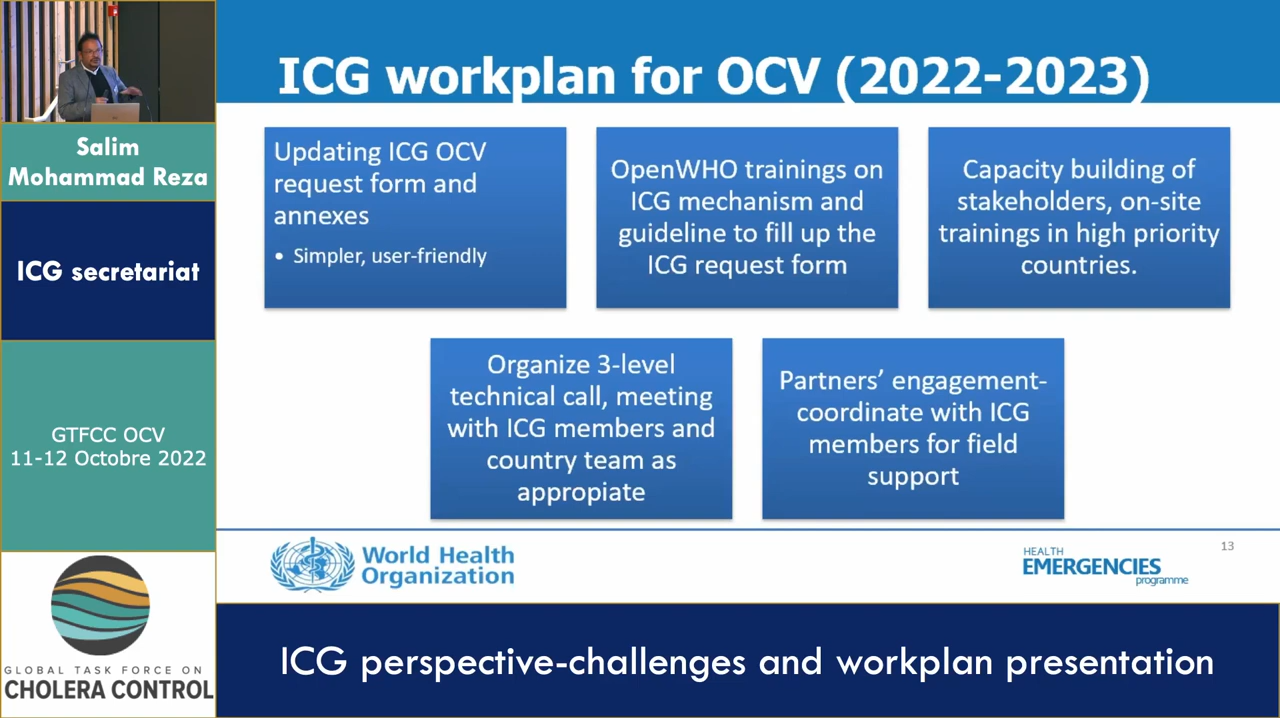 Salim
Mohammad Reza
ICG secretariat
GTFCC OCV
11-12 Octobre 2022
GLOBAL TASK FORCE ON
CHOLERA CONTROL
ICG workplan for OCV (2022-2023)
Updating ICG OCV
request form and
annexes
• Simpler, user-friendly
OpenWHO trainings on
ICG mechanism and
guideline to fill up the
ICG request form
Capacity building of
stakeholders, on-site
trainings in high priority
countries.
Organize 3-level
technical call, meeting
with ICG members and
country team as
appropiate
Partners’ engagement-
coordinate with ICG
members for field
support
World Health
Organization
HEALTH
EMERGENCIES
programme
13
ICG perspective-challenges and workplan presentation